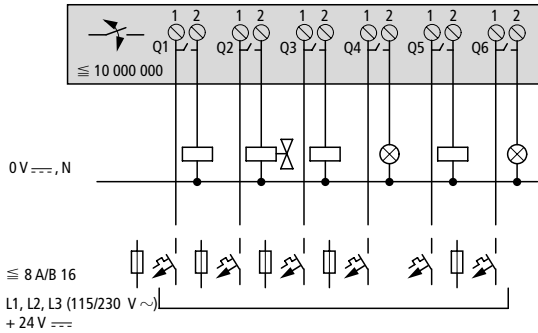 1 2 1 2 1 2 1 2 1 2 1 2
Q1 Q2 Q3 Q4 Q5 Q6
≦ 10 000 000
0 V ⎓, N
≦ 8 A/B 16
L1, L2, L3 (115/230 V ~)
+ 24 V ⎓